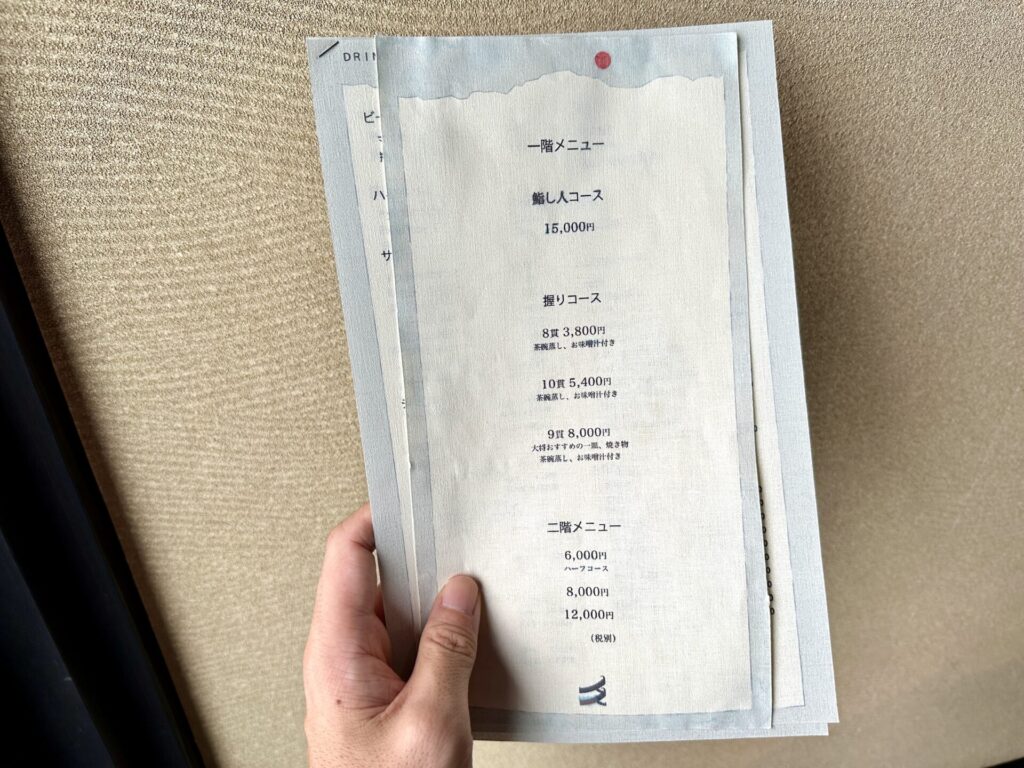 DRIN
ビー
ハ
サ
一階メニュー
鮨し人コース
15,000円
握りコース
8貫 3,800円
茶碗蒸し、お味噌汁付き
10貫 5,400円
茶碗蒸し、お味噌汁付き
9貫 8,000円
大将おすすめの一皿、焼き物
茶碗蒸し、お味噌汁付き
二階メニュー
6,000円
ハーフコース
8,000円
12,000円
(税別)